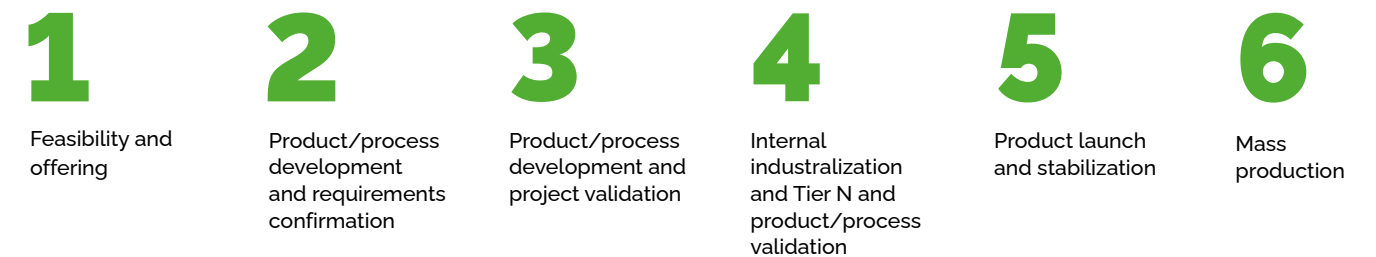 1
Feasibility and
offering
2
Product/process
development
and requirements
confirmation
3
Product/process
development and
project validation
4
Internal
industralization
and Tier N and
product/process
validation
5
Product launch
and stabilization
6
Mass
production